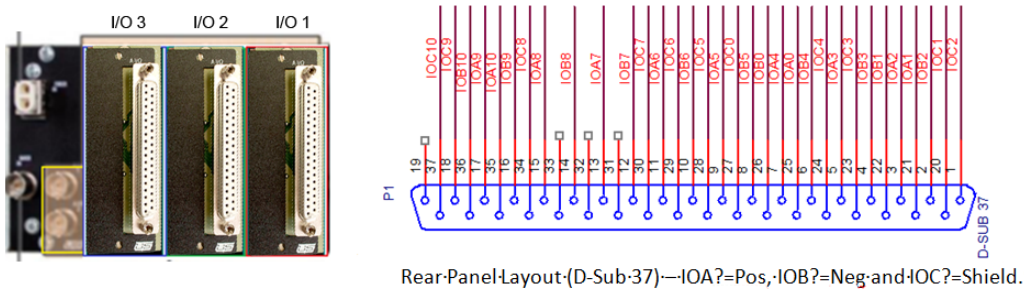 I/O 3 I/O 2 I/O 1
IOC10 IOC9 IOB10 IOA9 IOA10 IOB9 IOC8 IOA8 IOB8 IOA7 IOB7 IOC7 IOA6 IOC6 IOB6 IOC5 IOA5 IOC0 IOB5 IOB0 IOA4 IOA0 IOB4 IOC4 IOA3 IOC3 IOB3 IOB1 IOA2 IOA1 IOB2 IOC1 IOC2
19 37 18 36 17 35 16 34 15 33 14 32 13 31 12 30 11 29 10 28 9 27 8 26 7 25 6 24 5 23 4 22 3 21 2 20 1
P1
D-SUB 37
Rear·Panel·Layout·(D-Sub·37)·–·IOA?=Pos,·IOB?=Neg·and·IOC?=Shield.